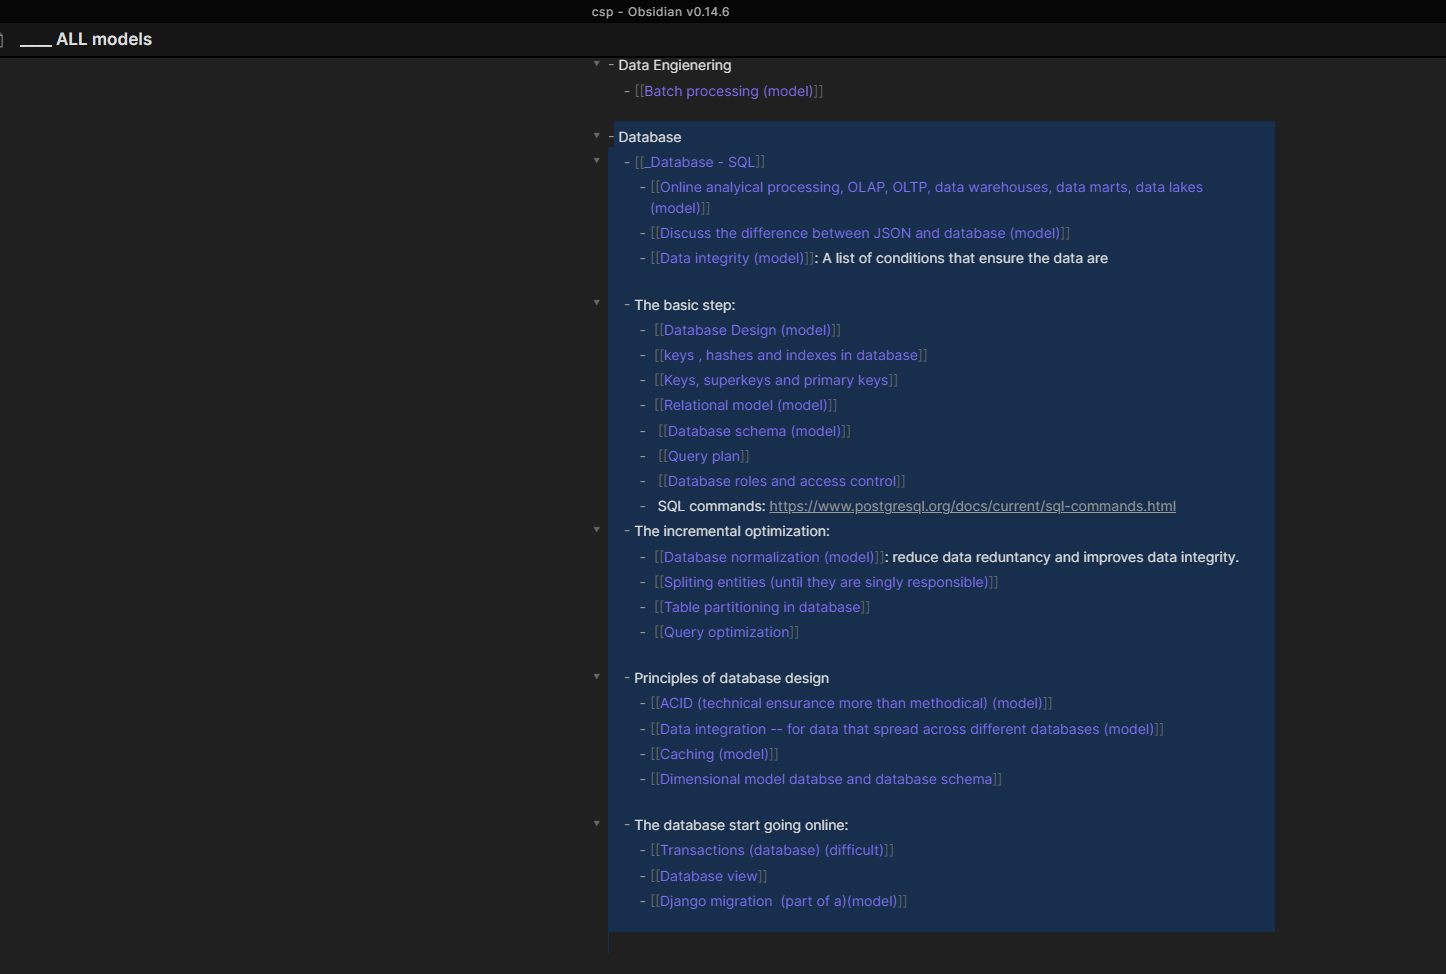 csp - Obsidian v0.14.6
____ ALL models
- Data Engienering
- [[Batch processing (model)]]
- Database
- [[_Database - SQL]]
- [[Online analyical processing, OLAP, OLTP, data warehouses, data marts, data lakes
(model)]]
- [[Discuss the difference between JSON and database (model)]]
- [[Data integrity (model)]]: A list of conditions that ensure the data are
- The basic step:
- [[Database Design (model)]]
- [[keys , hashes and indexes in database]]
- [[Keys, superkeys and primary keys]]
- [[Relational model (model)]]
- [[Database schema (model)]]
- [[Query plan]]
- [[Database roles and access control]]
- SQL commands: https://www.postgresql.org/docs/current/sql-commands.html
- The incremental optimization:
- [[Database normalization (model)]]: reduce data reduntancy and improves data integrity.
- [[Spliting entities (until they are singly responsible)]]
- [[Table partitioning in database]]
- [[Query optimization]]
- Principles of database design
- [[ACID (technical ensurance more than methodical) (model)]]
- [[Data integration -- for data that spread across different databases (model)]]
- [[Caching (model)]]
- [[Dimensional model databse and database schema]]
- The database start going online:
- [[Transactions (database) (difficult)]]
- [[Database view]]
- [[Django migration  (part of a)(model)]]